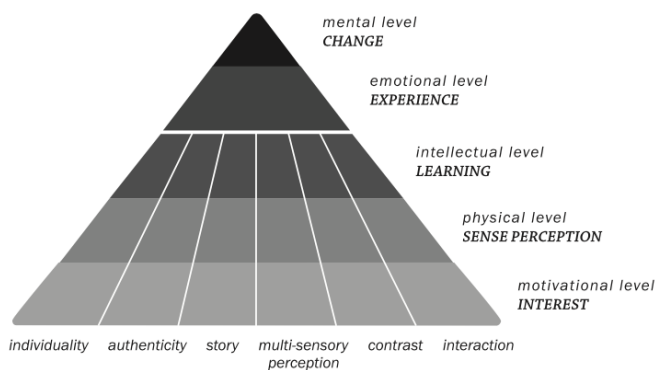 mental level
CHANGE
emotional level
EXPERIENCE
intellectual level
LEARNING
physical level
SENSE PERCEPTION
motivational level
INTEREST
individuality authenticity story multi-sensory contrast interaction
perception